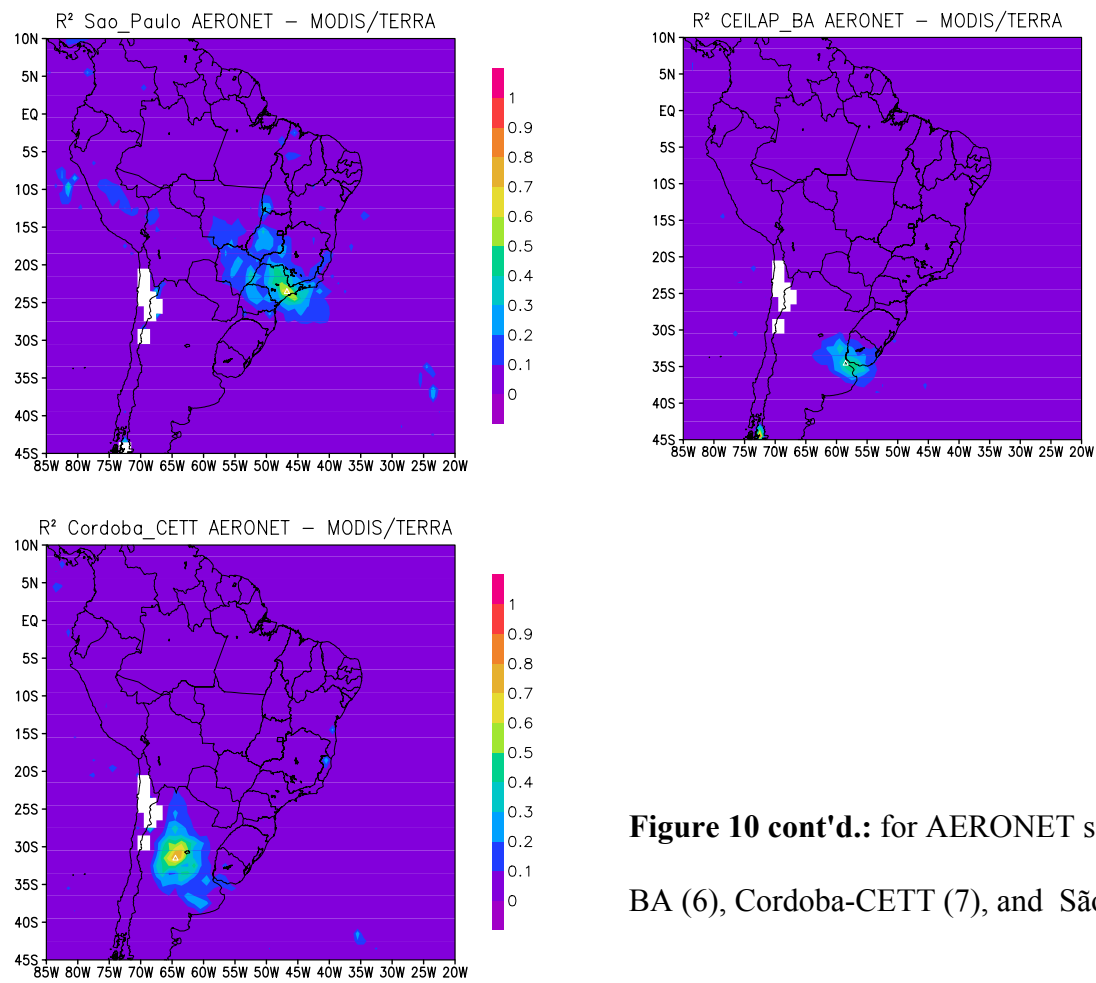 R² Sao_Paulo AERONET – MODIS/TERRA
10N
5N
EQ
5S
10S
15S
20S
25S
30S
35S
40S
45S
85W 80W 75W 70W 65W 60W 55W 50W 45W 40W 35W 30W 25W 20W
1
0.9
0.8
0.7
0.6
0.5
0.4
0.3
0.2
0.1
0
R² CEILAP_BA AERONET – MODIS/TERRA
10N
5N
EQ
5S
10S
15S
20S
25S
30S
35S
40S
45S
85W 80W 75W 70W 65W 60W 55W 50W 45W 40W 35W 30W 25W 20W
R² Cordoba_CETT AERONET – MODIS/TERRA
10N
5N
EQ
5S
10S
15S
20S
25S
30S
35S
40S
45S
85W 80W 75W 70W 65W 60W 55W 50W 45W 40W 35W 30W 25W 20W
1
0.9
0.8
0.7
0.6
0.5
0.4
0.3
0.2
0.1
0
Figure 10 cont'd.: for AERONET s
BA (6), Cordoba-CETT (7), and São